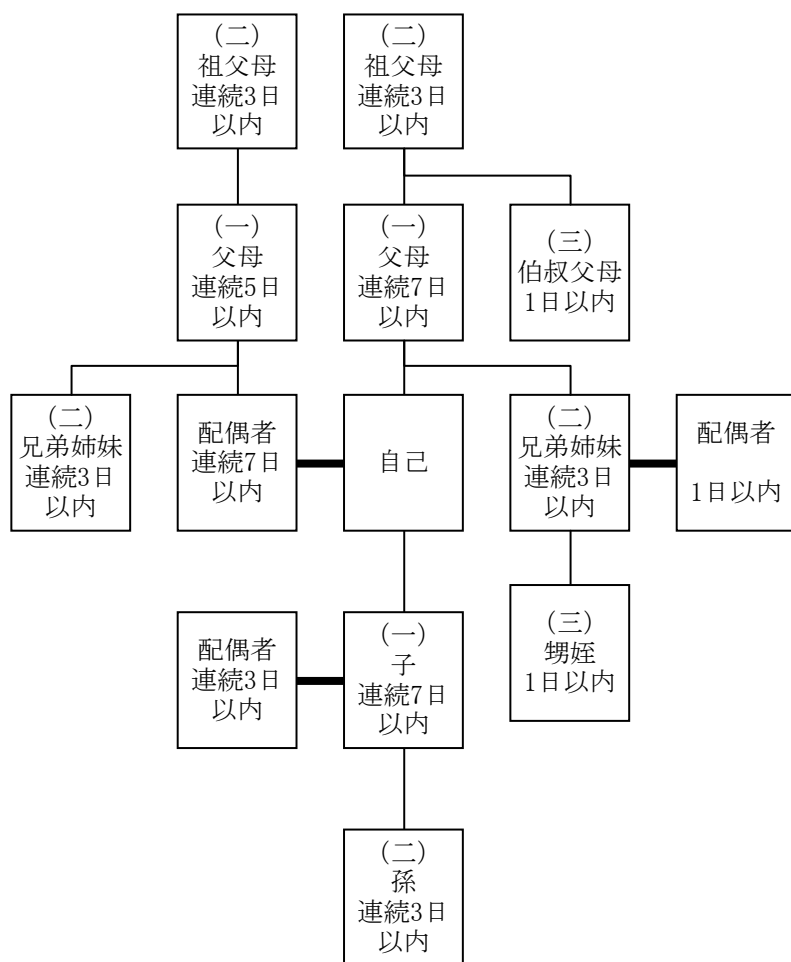 (二)
祖父母
連続3日
以内
(二)
祖父母
連続3日
以内
(一)
父母
連続5日
以内
(一)
父母
連続7日
以内
(三)
伯叔父母
1日以内
(二)
兄弟姉妹
連続3日
以内
配偶者
連続7日
以内
自己
(二)
兄弟姉妹
連続3日
以内
配偶者
1日以内
配偶者
連続3日
以内
(一)
子
連続7日
以内
(三)
甥姪
1日以内
(二)
孫
連続3日
以内